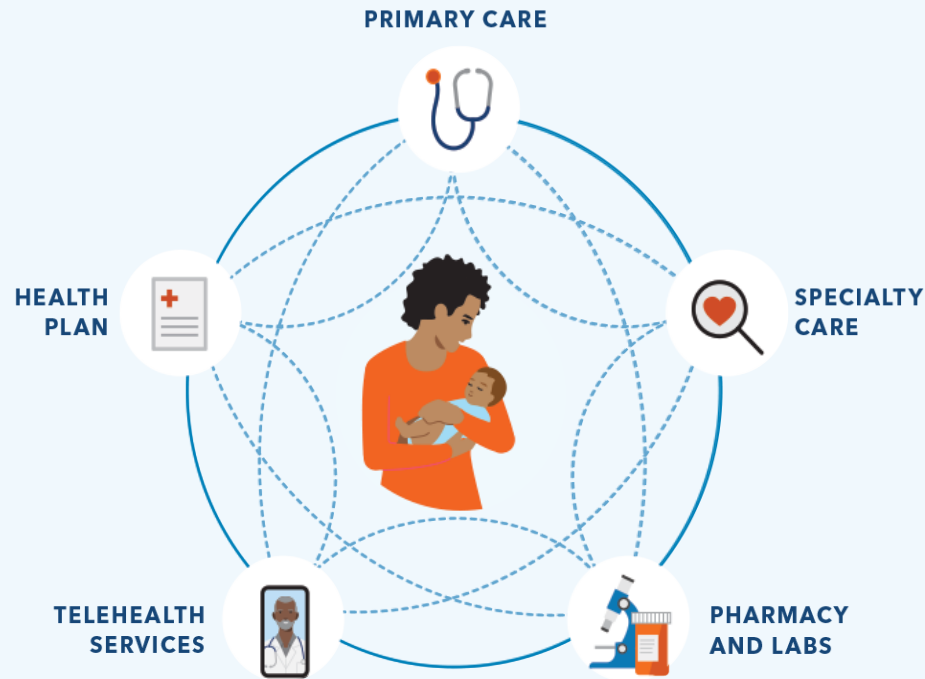 PRIMARY CARE
HEALTH
PLAN
SPECIALTY
CARE
TELEHEALTH
SERVICES
PHARMACY
AND LABS